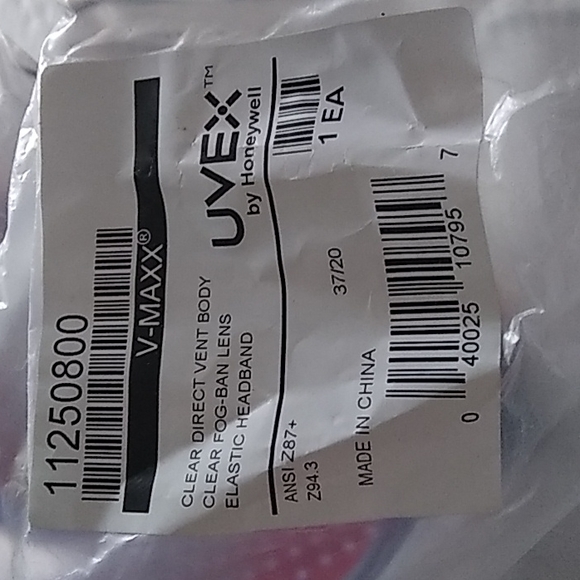 11250800
V-MAXX®
CLEAR DIRECT VENT BODY
CLEAR FOG-BAN LENS
ELASTIC HEADBAND
UVEX™
by Honeywell
ANSI Z87+
Z94.3
1 EA
37/20
MADE IN CHINA
0 40025 10795 7